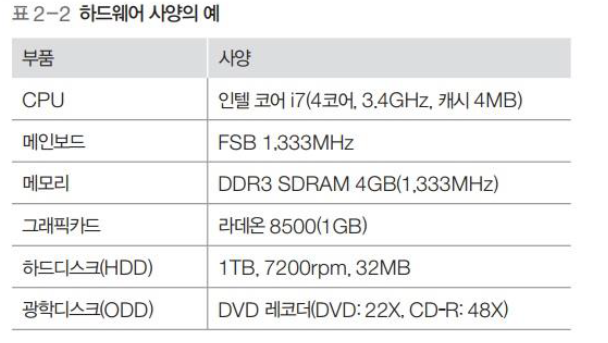 표 2-2 하드웨어 사양의 예
부품 사양
CPU 인텔 코어 i7(4코어, 3.4GHz, 캐시 4MB)
메인보드 FSB 1,333MHz
메모리 DDR3 SDRAM 4GB(1,333MHz)
그래픽카드 라데온 8500(1GB)
하드디스크(HDD) 1TB, 7200rpm, 32MB
광학디스크(ODD) DVD 레코더(DVD: 22X, CD-R: 48X)